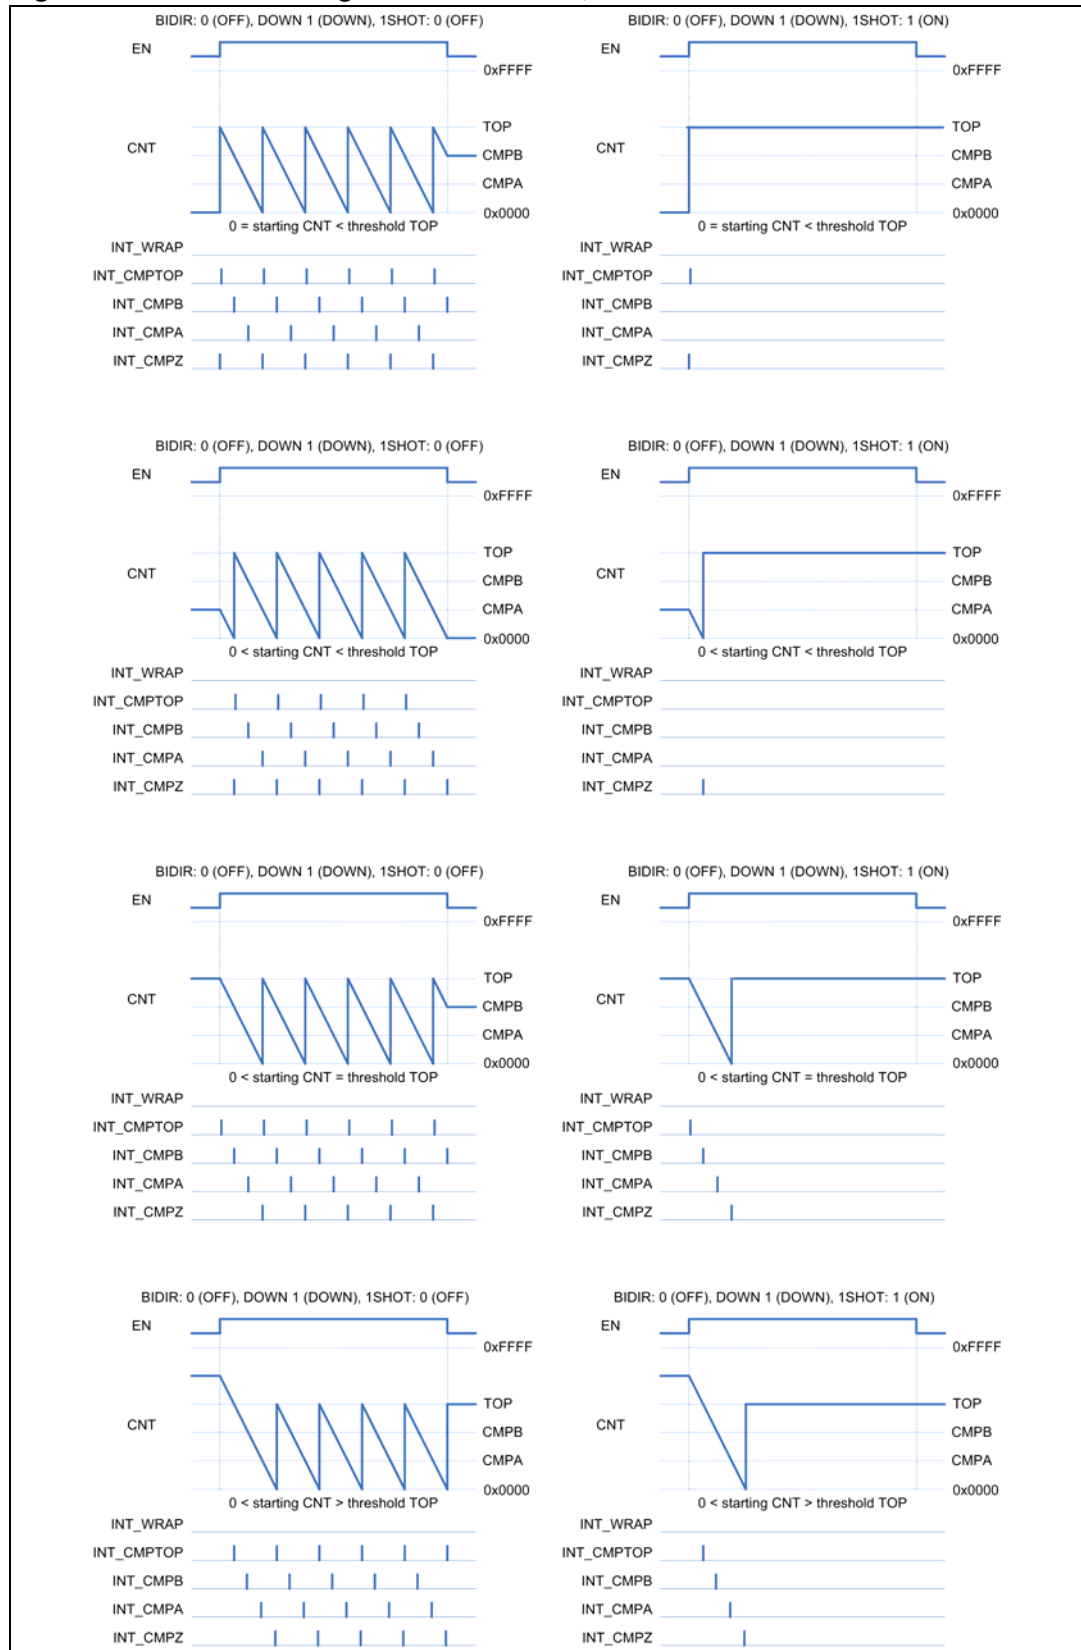 BIDIR: 0 (OFF), DOWN 1 (DOWN), 1SHOT: 0 (OFF)
EN
0xFFFF
TOP
CNT
CMPB
CMPA
0x0000
0 = starting CNT < threshold TOP
INT_WRAP
INT_CMPTOP
INT_CMPB
INT_CMPA
INT_CMPZ
BIDIR: 0 (OFF), DOWN 1 (DOWN), 1SHOT: 1 (ON)
EN
0xFFFF
TOP
CNT
CMPB
CMPA
0x0000
0 = starting CNT < threshold TOP
INT_WRAP
INT_CMPTOP
INT_CMPB
INT_CMPA
INT_CMPZ
BIDIR: 0 (OFF), DOWN 1 (DOWN), 1SHOT: 0 (OFF)
EN
0xFFFF
TOP
CNT
CMPB
CMPA
0x0000
0 < starting CNT < threshold TOP
INT_WRAP
INT_CMPTOP
INT_CMPB
INT_CMPA
INT_CMPZ
BIDIR: 0 (OFF), DOWN 1 (DOWN), 1SHOT: 1 (ON)
EN
0xFFFF
TOP
CNT
CMPB
CMPA
0x0000
0 < starting CNT < threshold TOP
INT_WRAP
INT_CMPTOP
INT_CMPB
INT_CMPA
INT_CMPZ
BIDIR: 0 (OFF), DOWN 1 (DOWN), 1SHOT: 0 (OFF)
EN
0xFFFF
TOP
CNT
CMPB
CMPA
0x0000
0 < starting CNT = threshold TOP
INT_WRAP
INT_CMPTOP
INT_CMPB
INT_CMPA
INT_CMPZ
BIDIR: 0 (OFF), DOWN 1 (DOWN), 1SHOT: 1 (ON)
EN
0xFFFF
TOP
CNT
CMPB
CMPA
0x0000
0 < starting CNT = threshold TOP
INT_WRAP
INT_CMPTOP
INT_CMPB
INT_CMPA
INT_CMPZ
BIDIR: 0 (OFF), DOWN 1 (DOWN), 1SHOT: 0 (OFF)
EN
0xFFFF
TOP
CNT
CMPB
CMPA
0x0000
0 < starting CNT > threshold TOP
INT_WRAP
INT_CMPTOP
INT_CMPB
INT_CMPA
INT_CMPZ
BIDIR: 0 (OFF), DOWN 1 (DOWN), 1SHOT: 1 (ON)
EN
0xFFFF
TOP
CNT
CMPB
CMPA
0x0000
0 < starting CNT > threshold TOP
INT_WRAP
INT_CMPTOP
INT_CMPB
INT_CMPA
INT_CMPZ